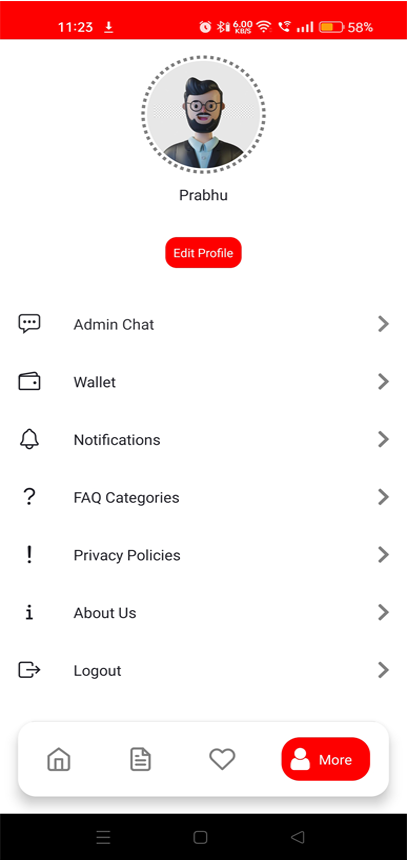 11:23 6.00 KB/S 58%
Prabhu
Edit Profile
Admin Chat
Wallet
Notifications
FAQ Categories
Privacy Policies
About Us
Logout
More